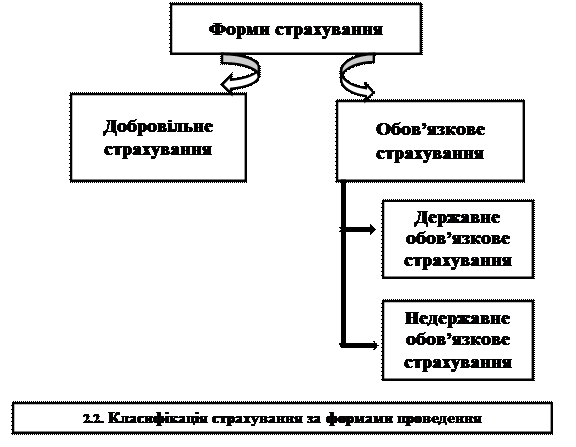 Форми страхування
Добровільне
страхування
Обов’язкове
страхування
Державне
обов’язкове
страхування
Недержавне
обов’язкове
страхування
2.2. Класифікація страхування за формами проведення